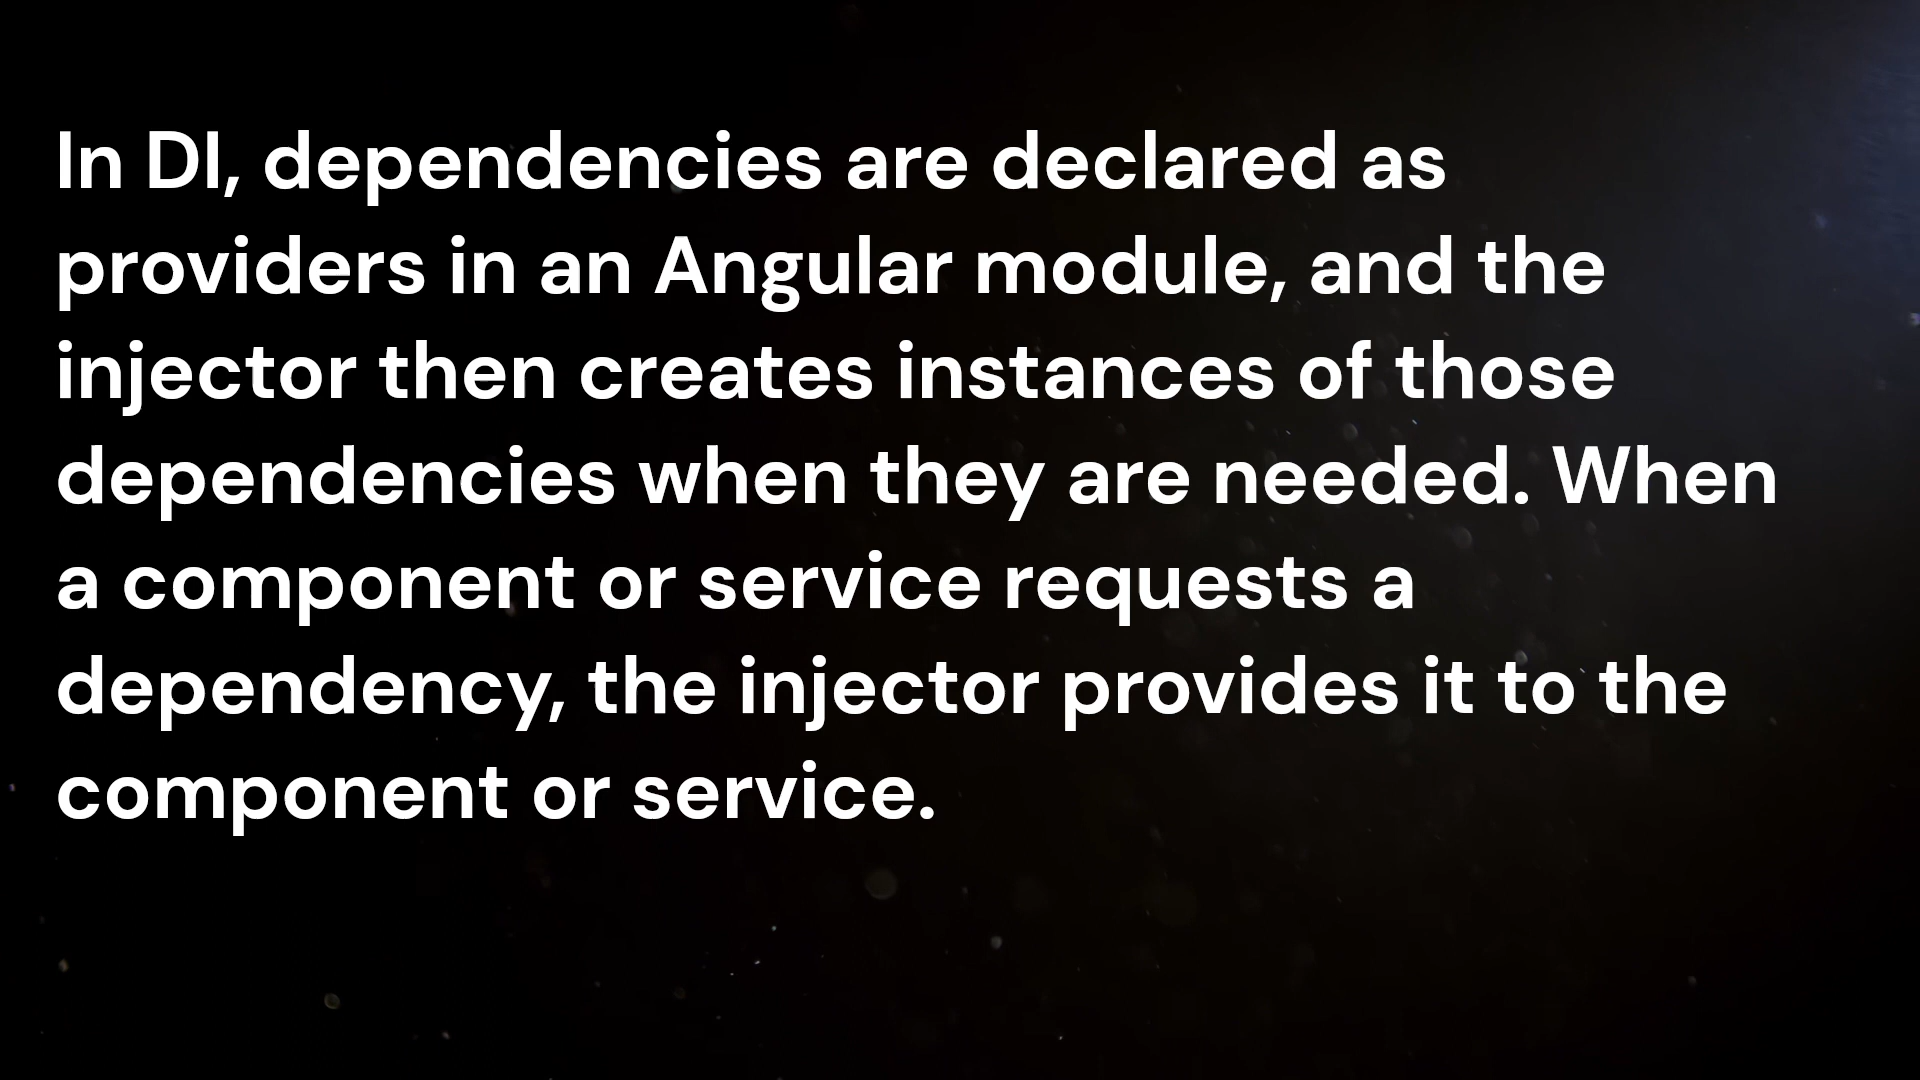 In DI, dependencies are declared as
providers in an Angular module, and the
injector then creates instances of those
dependencies when they are needed. When
a component or service requests a
dependency, the injector provides it to the
component or service.